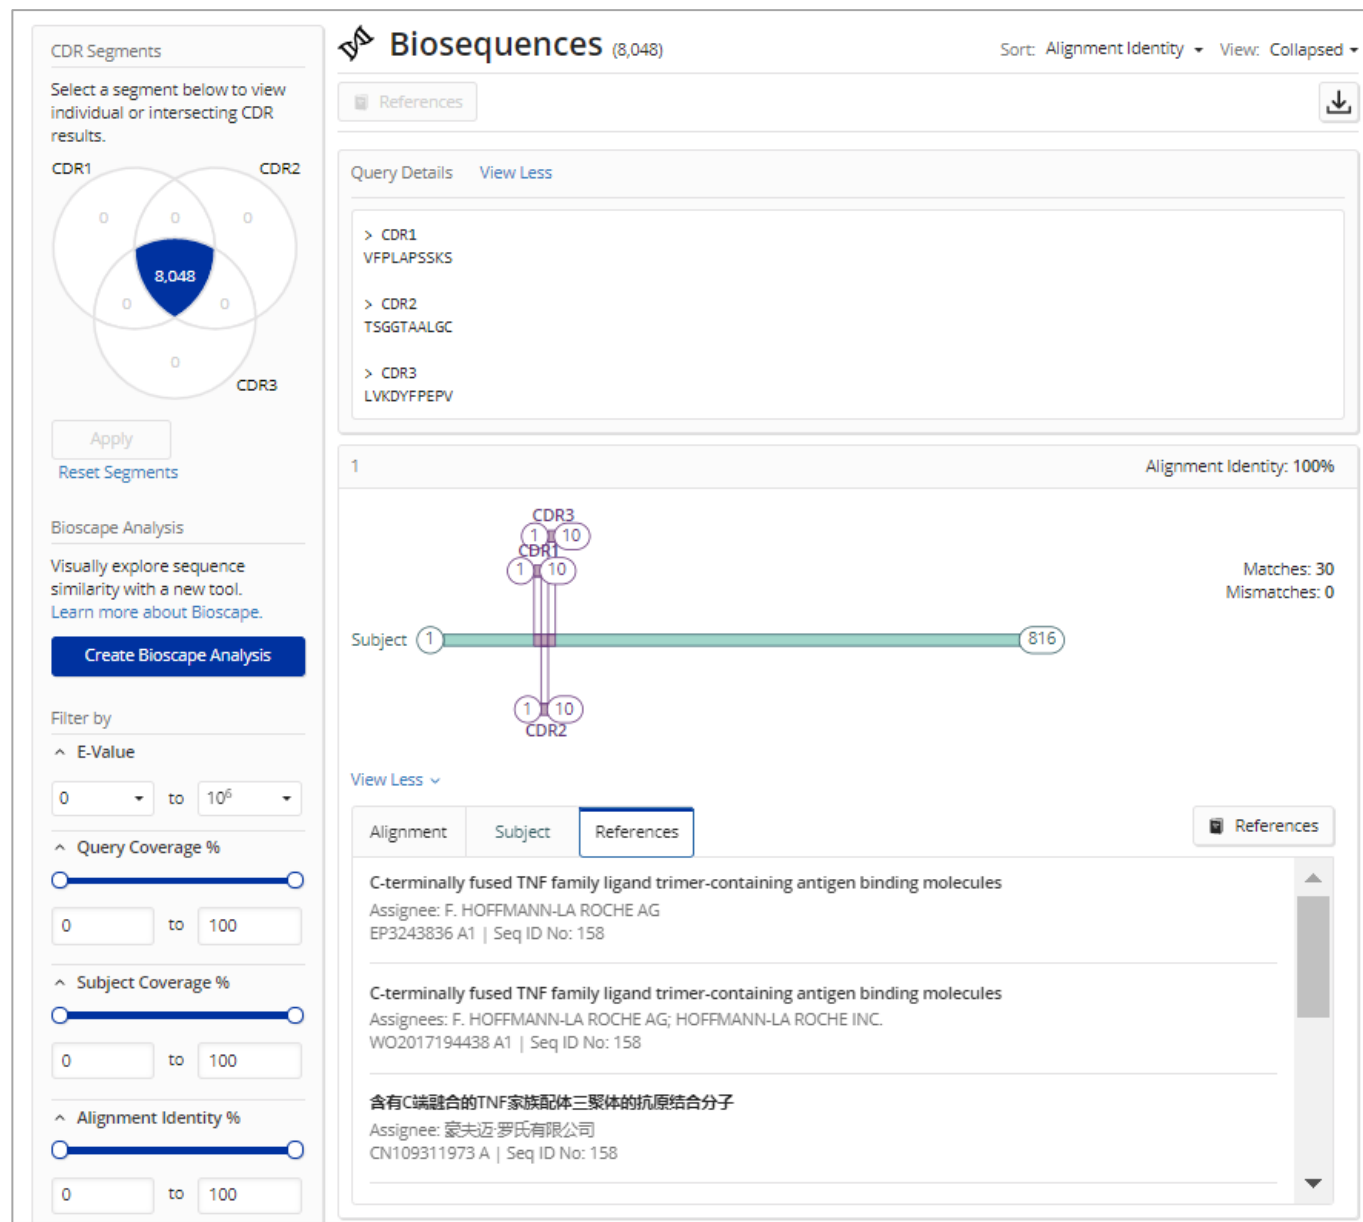 CDR Segments
Select a segment below to view
individual or intersecting CDR
results.
CDR1
CDR2
0
0
0
8,048
0
0
0
CDR3
Apply
Reset Segments
Bioscape Analysis
Visually explore sequence
similarity with a new tool.
Learn more about Bioscape.
Create Bioscape Analysis
Filter by
E-Value
0 to 10⁶
Query Coverage %
0 to 100
Subject Coverage %
0 to 100
Alignment Identity %
0 to 100
Biosequences (8,048)
Sort: Alignment Identity View: Collapsed
References
Query Details View Less
> CDR1
VFPLAPSSKS
> CDR2
TSGGTAALGC
> CDR3
LVKDYFPEPV
1 Alignment Identity: 100%
CDR3
1 10
CDR1
1 10
Matches: 30
Mismatches: 0
Subject 1 816
1 10
CDR2
View Less
Alignment Subject References
References
C-terminally fused TNF family ligand trimer-containing antigen binding molecules
Assignee: F. HOFFMANN-LA ROCHE AG
EP3243836 A1 | Seq ID No: 158
C-terminally fused TNF family ligand trimer-containing antigen binding molecules
Assignees: F. HOFFMANN-LA ROCHE AG; HOFFMANN-LA ROCHE INC.
WO2017194438 A1 | Seq ID No: 158
含有C端融合的TNF家族配体三聚体的抗原结合分子
Assignee: 豪夫迈·罗氏有限公司
CN109311973 A | Seq ID No: 158